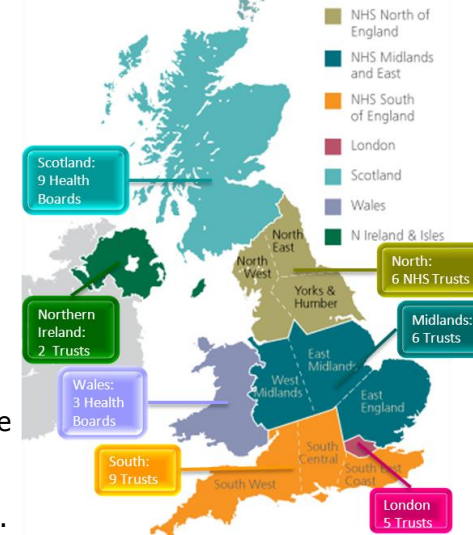 NHS North of
England
NHS Midlands
and East
NHS South
of England
London
Scotland
Wales
N Ireland & Isles
Scotland:
9 Health
Boards
North
East
North
West
Yorks &
Humber
North:
6 NHS Trusts
Northern
Ireland:
2 Trusts
Midlands:
6 Trusts
East
Midlands
West
Midlands
East
England
Wales:
3 Health
Boards
e
South:
9 Trusts
South
Central
South West
South East
Coast
London
5 Trusts
.